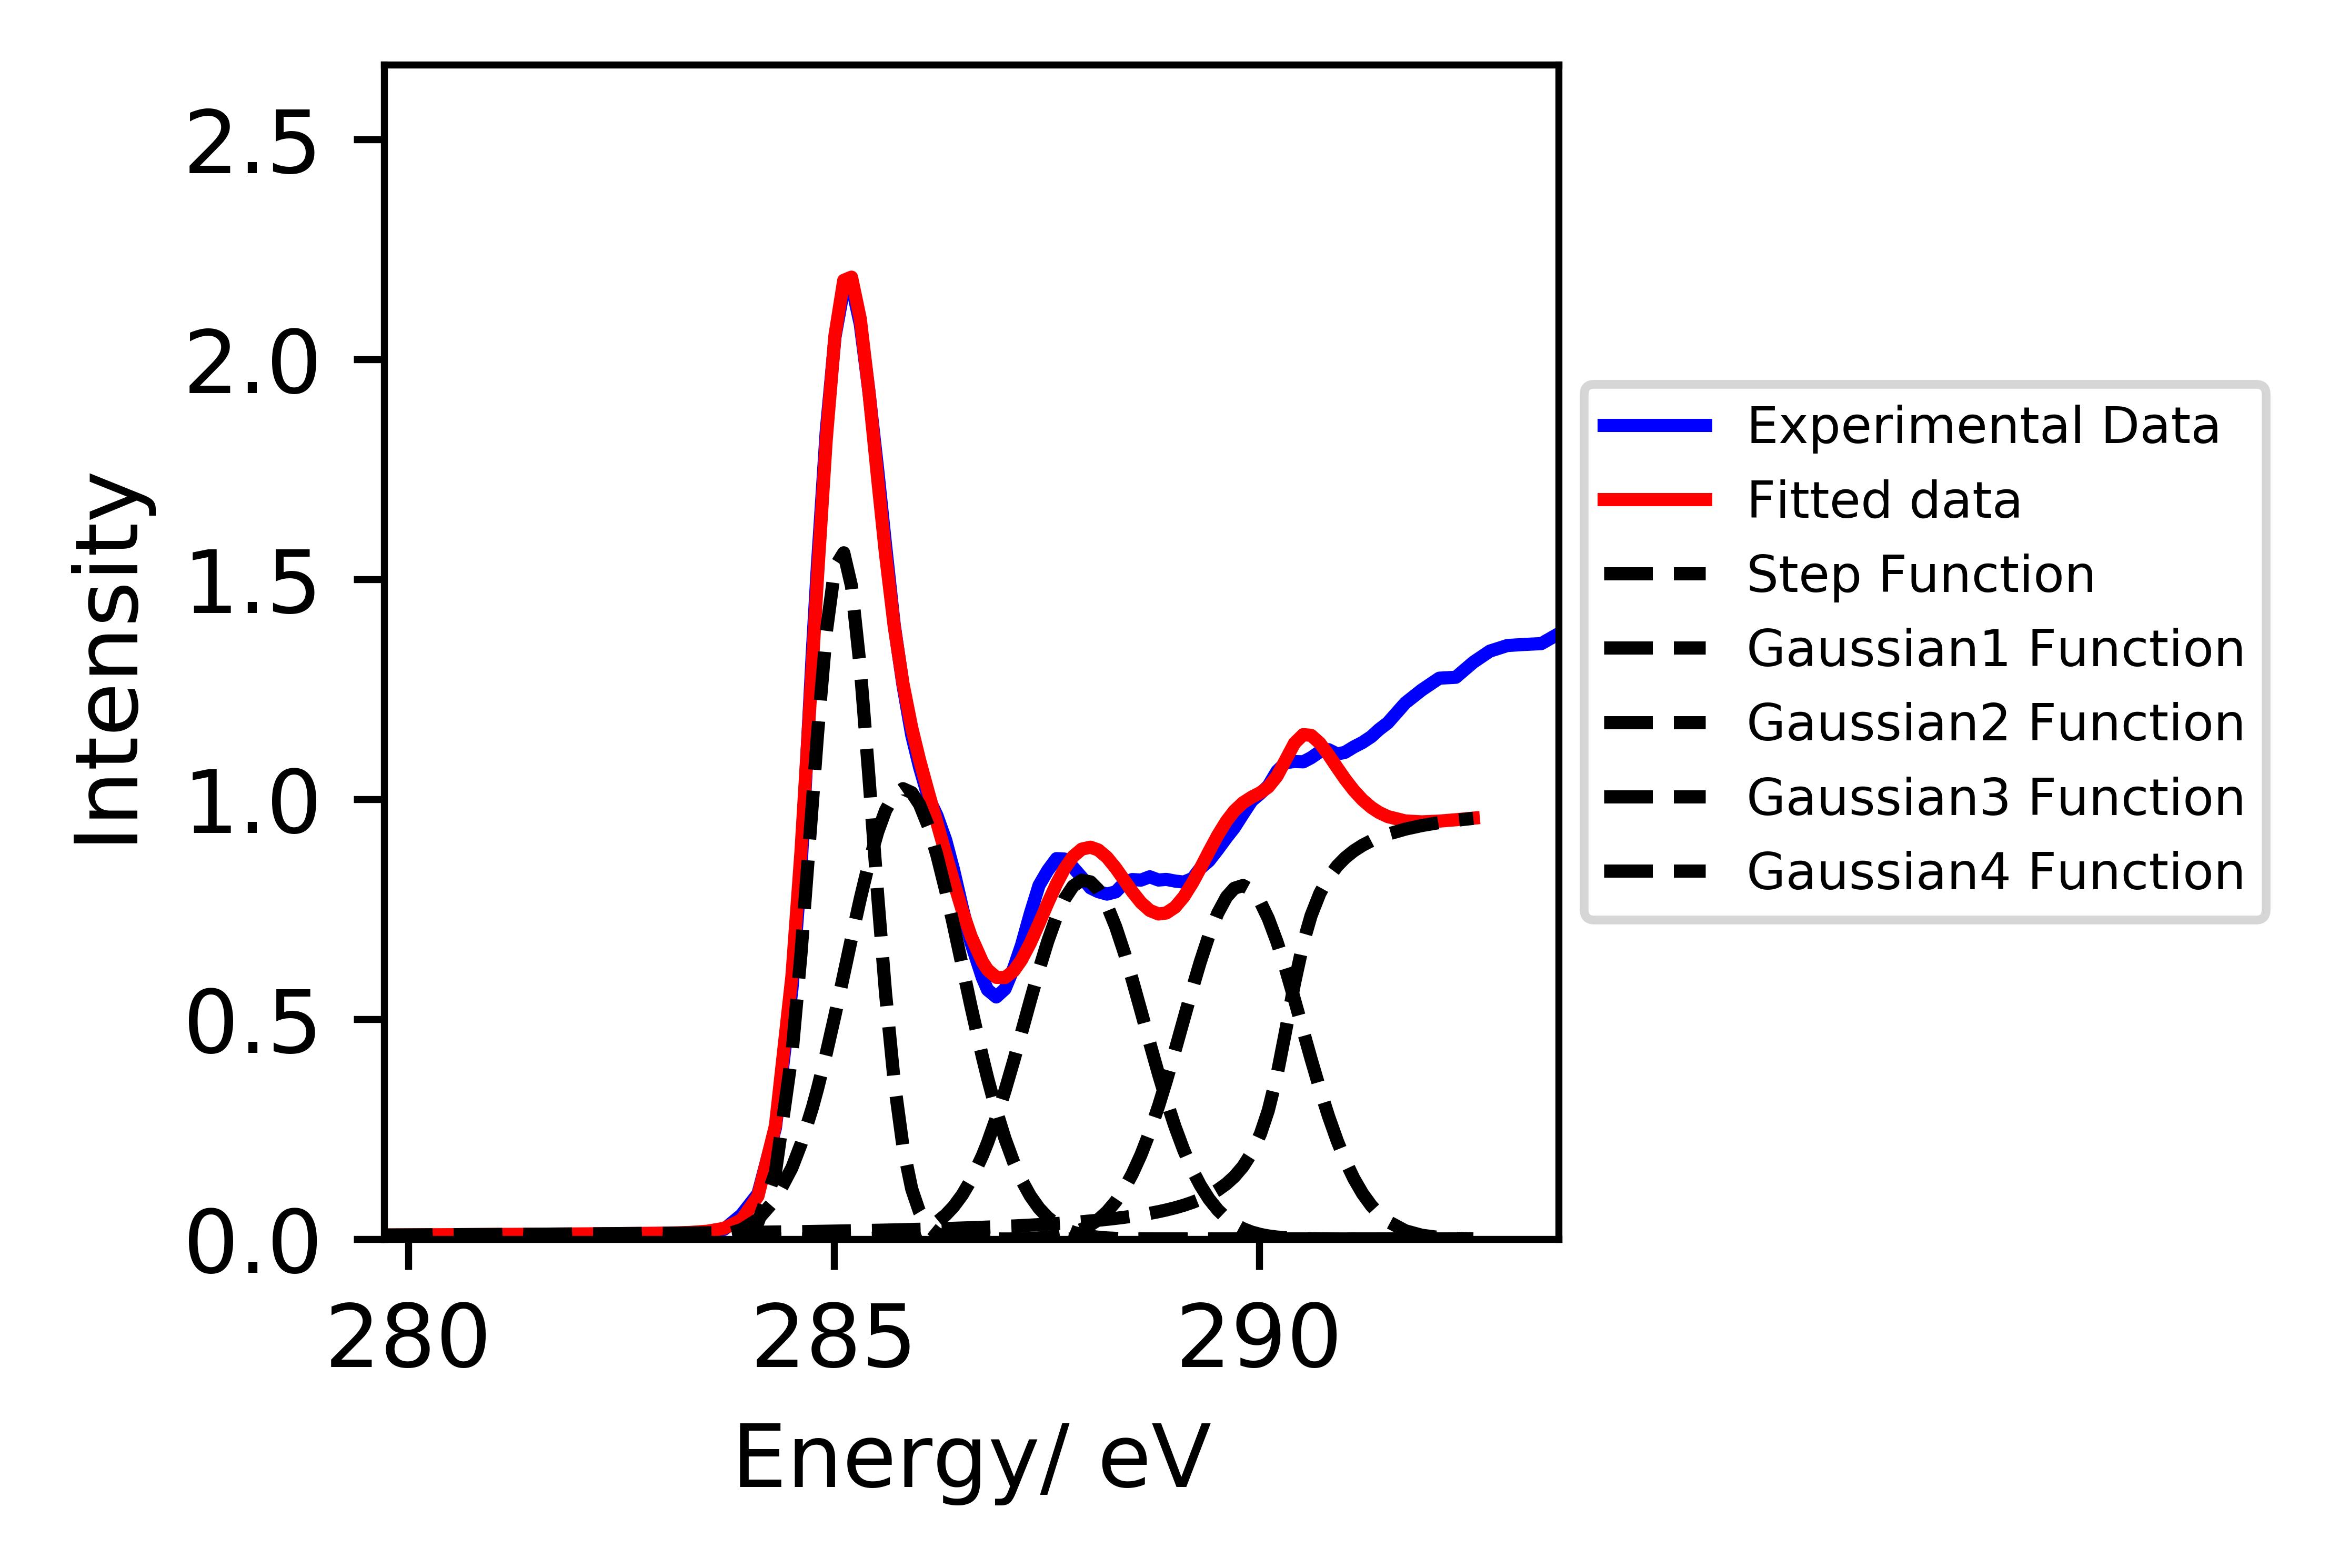 2.5
2.0
1.5
1.0
0.5
0.0
280
285
290
Intensity
Energy/ eV
Experimental Data
Fitted data
Step Function
Gaussian1 Function
Gaussian2 Function
Gaussian3 Function
Gaussian4 Function